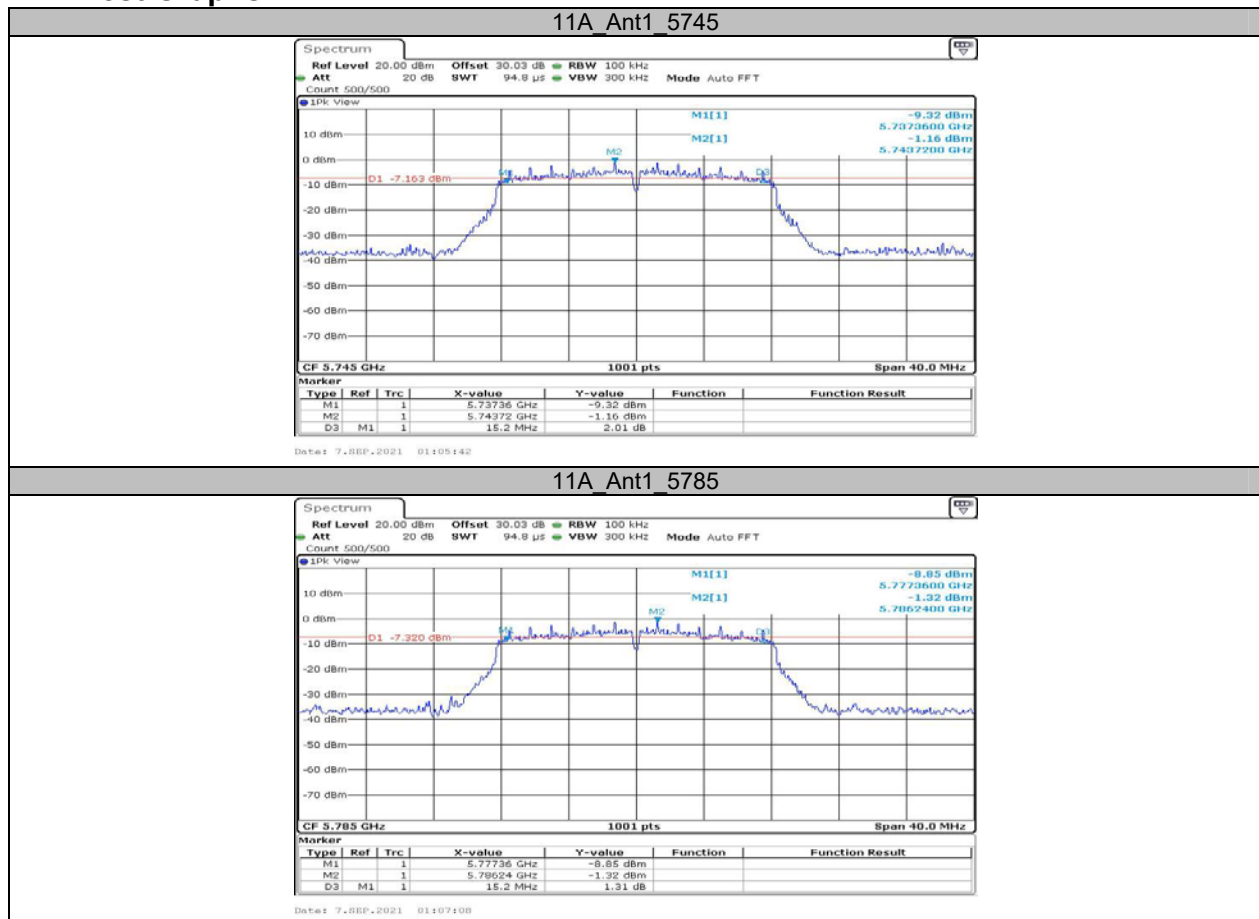 11A_Ant1_5745
Spectrum
Ref Level 20.00 dBm Offset 30.03 dB RBW 100 kHz
Att 20 dB SWT 94.8 µs VBW 300 kHz Mode Auto FFT
Count 500/500
1Pk View
M1[1] -9.32 dBm
5.7373600 GHz
10 dBm
M2[1] -1.16 dBm
5.7437200 GHz
M2
0 dBm
M1
D3
D1 -7.163 dBm
-10 dBm
-20 dBm
-30 dBm
-40 dBm
-50 dBm
-60 dBm
-70 dBm
CF 5.745 GHz 1001 pts Span 40.0 MHz
Marker
Type Ref Trc X-value Y-value Function Function Result
M1 1 5.73736 GHz -9.32 dBm
M2 1 5.74372 GHz -1.16 dBm
D3 M1 1 15.2 MHz 2.01 dB
Date: 7.SEP.2021 01:05:42
11A_Ant1_5785
Spectrum
Ref Level 20.00 dBm Offset 30.03 dB RBW 100 kHz
Att 20 dB SWT 94.8 µs VBW 300 kHz Mode Auto FFT
Count 500/500
1Pk View
M1[1] -8.85 dBm
5.7773600 GHz
10 dBm
M2[1] -1.32 dBm
5.7862400 GHz
M2
0 dBm
M1
D3
D1 -7.320 dBm
-10 dBm
-20 dBm
-30 dBm
-40 dBm
-50 dBm
-60 dBm
-70 dBm
CF 5.785 GHz 1001 pts Span 40.0 MHz
Marker
Type Ref Trc X-value Y-value Function Function Result
M1 1 5.77736 GHz -8.85 dBm
M2 1 5.78624 GHz -1.32 dBm
D3 M1 1 15.2 MHz 1.31 dB
Date: 7.SEP.2021 01:07:08